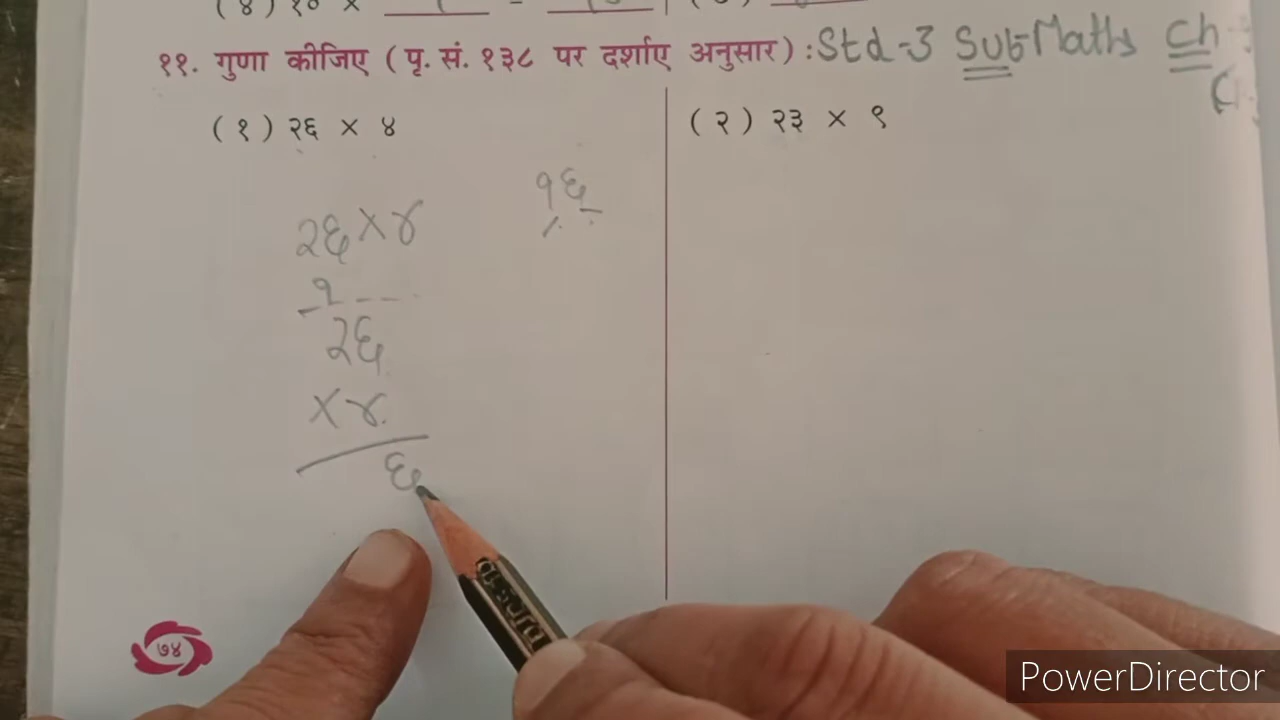 ११. गुणा कीजिए ( पृ. सं. १३८ पर दर्शाए अनुसार ) : Std-3 Sub-Maths Ch
( १ ) २६ × ४
( २ ) २३ × ९
२६×४
१६
१
२६
×४
६
७४
PowerDirector